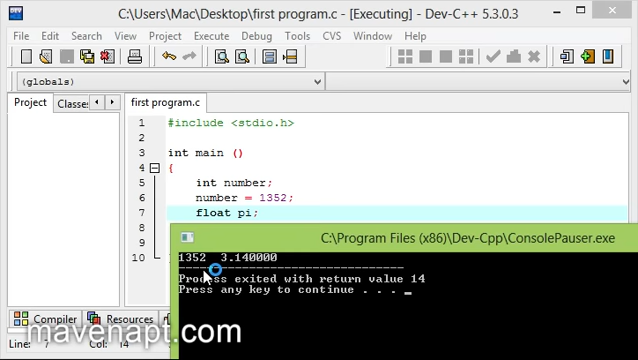 C:\Users\Mac\Desktop\first program.c - [Executing] - Dev-C++ 5.3.0.3
File Edit Search View Project Execute Debug Tools CVS Window Help
(globals)
Project Classes first program.c
1 #include <stdio.h>
2
3 int main ()
4 {
5 int number;
6 number = 1352;
7 float pi;
C:\Program Files (x86)\Dev-Cpp\ConsolePauser.exe
1352 3.140000
--------------------------------
Process exited with return value 14
Press any key to continue . . . _
10
Compiler Resources
mavenapt.com
Line: 7 Col: 14